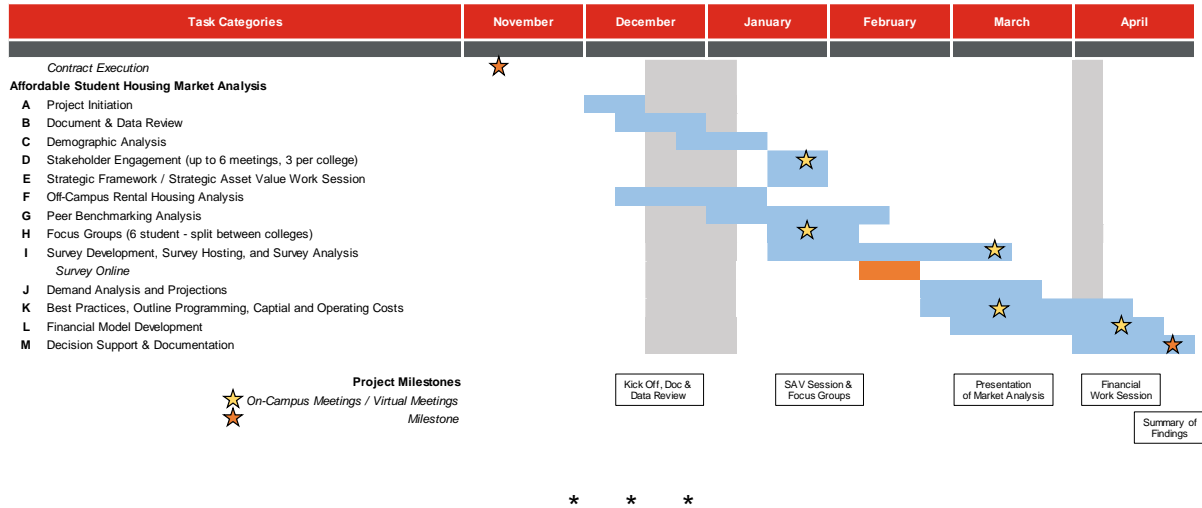 Task Categories November December January February March April
Contract Execution
Affordable Student Housing Market Analysis
A Project Initiation
B Document & Data Review
C Demographic Analysis
D Stakeholder Engagement (up to 6 meetings, 3 per college)
E Strategic Framework / Strategic Asset Value Work Session
F Off-Campus Rental Housing Analysis
G Peer Benchmarking Analysis
H Focus Groups (6 student - split between colleges)
I Survey Development, Survey Hosting, and Survey Analysis
Survey Online
J Demand Analysis and Projections
K Best Practices, Outline Programming, Captial and Operating Costs
L Financial Model Development
M Decision Support & Documentation
Project Milestones
On-Campus Meetings / Virtual Meetings
Milestone
Kick Off, Doc &
Data Review
SAV Session &
Focus Groups
Presentation
of Market Analysis
Financial
Work Session
Summary of
Findings
* * *